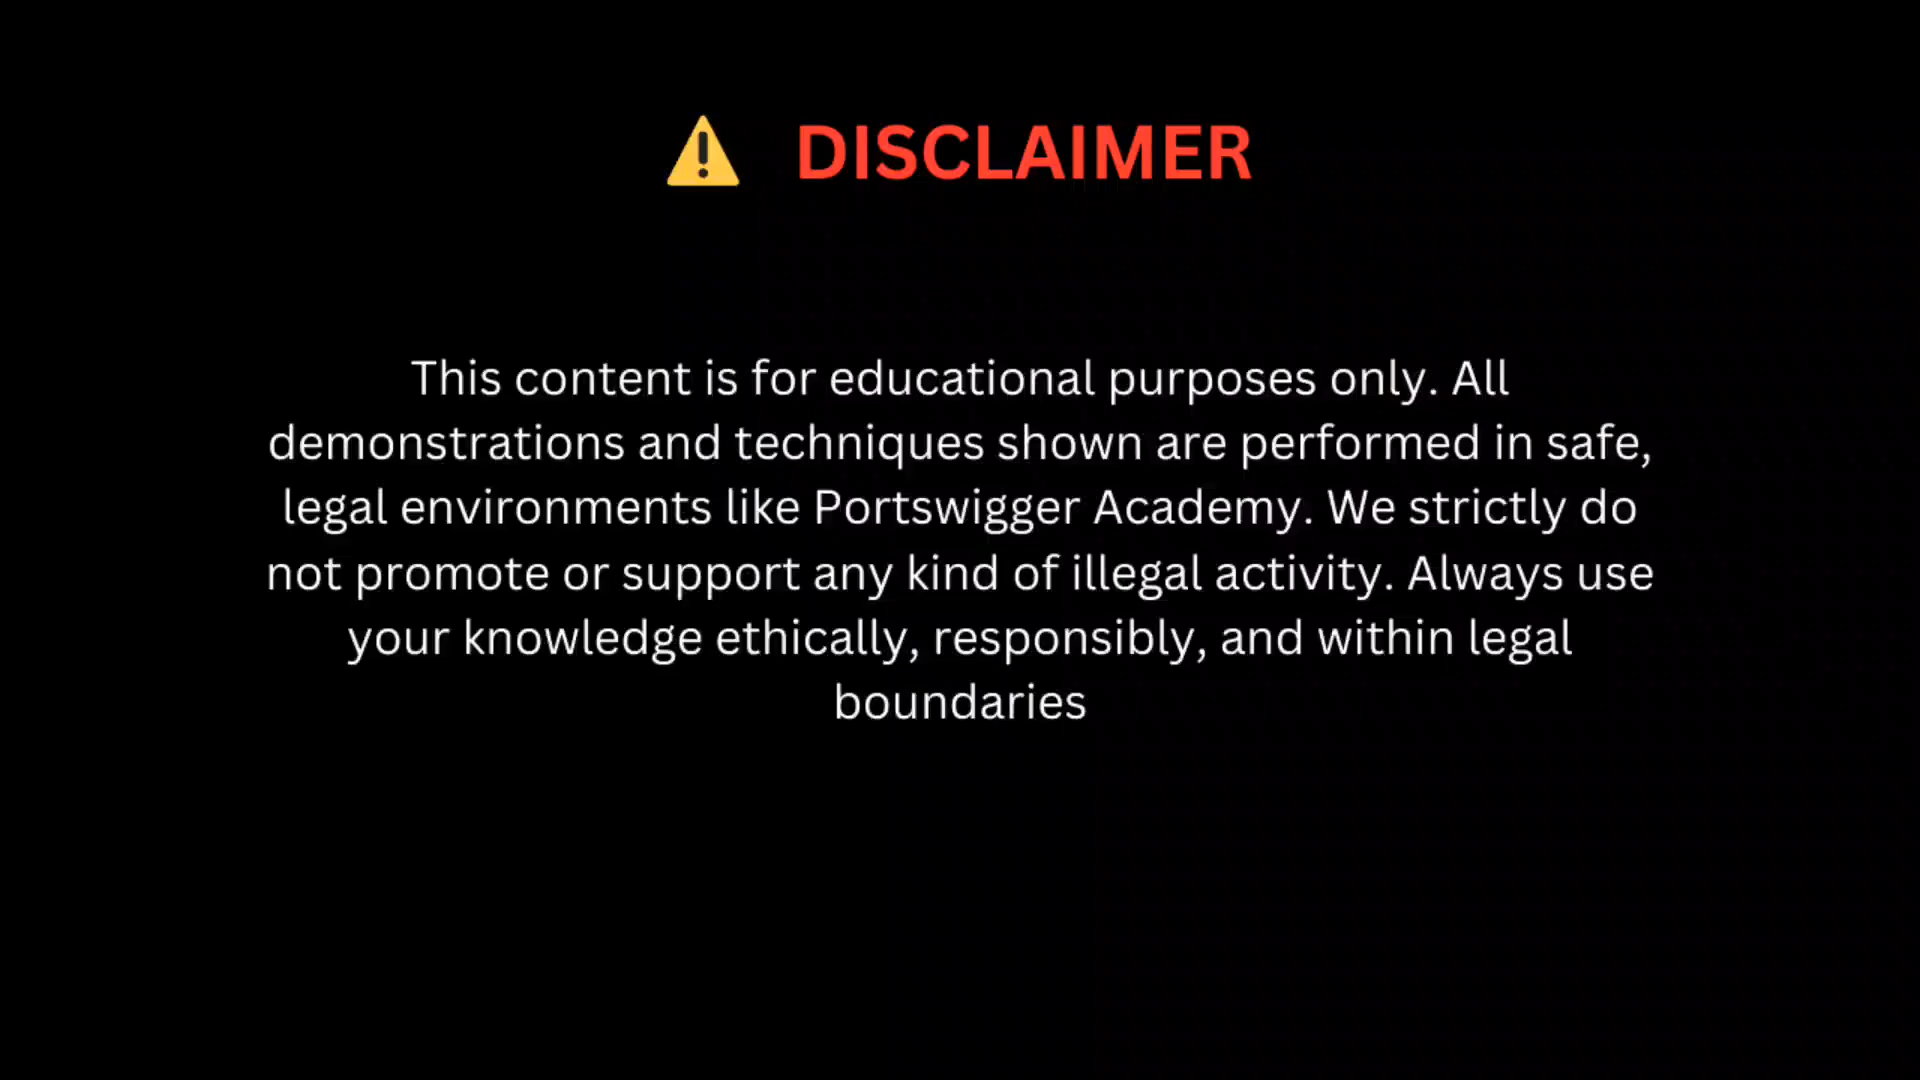 ⚠️ DISCLAIMER
This content is for educational purposes only. All
demonstrations and techniques shown are performed in safe,
legal environments like Portswigger Academy. We strictly do
not promote or support any kind of illegal activity. Always use
your knowledge ethically, responsibly, and within legal
boundaries